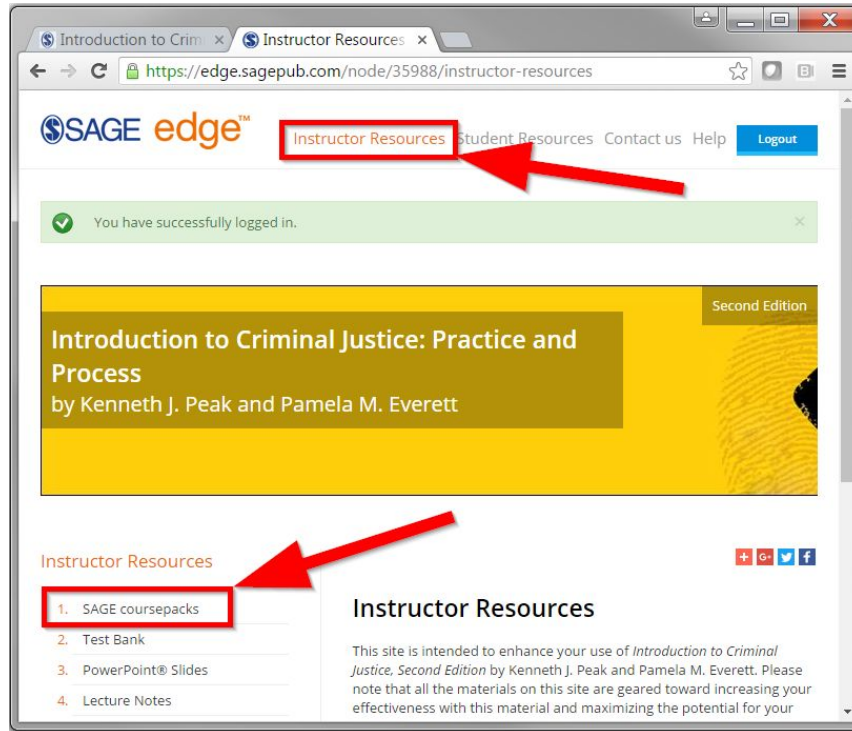 Introduction to Crim
Instructor Resources
https://edge.sagepub.com/node/35988/instructor-resources
SAGE edge™
Instructor Resources Student Resources Contact us Help Logout
You have successfully logged in.
Second Edition
Introduction to Criminal Justice: Practice and
Process
by Kenneth J. Peak and Pamela M. Everett
Instructor Resources
1. SAGE coursepacks
2. Test Bank
3. PowerPoint® Slides
4. Lecture Notes
Instructor Resources
This site is intended to enhance your use of Introduction to Criminal
Justice, Second Edition by Kenneth J. Peak and Pamela M. Everett. Please
note that all the materials on this site are geared toward increasing your
effectiveness with this material and maximizing the potential for your